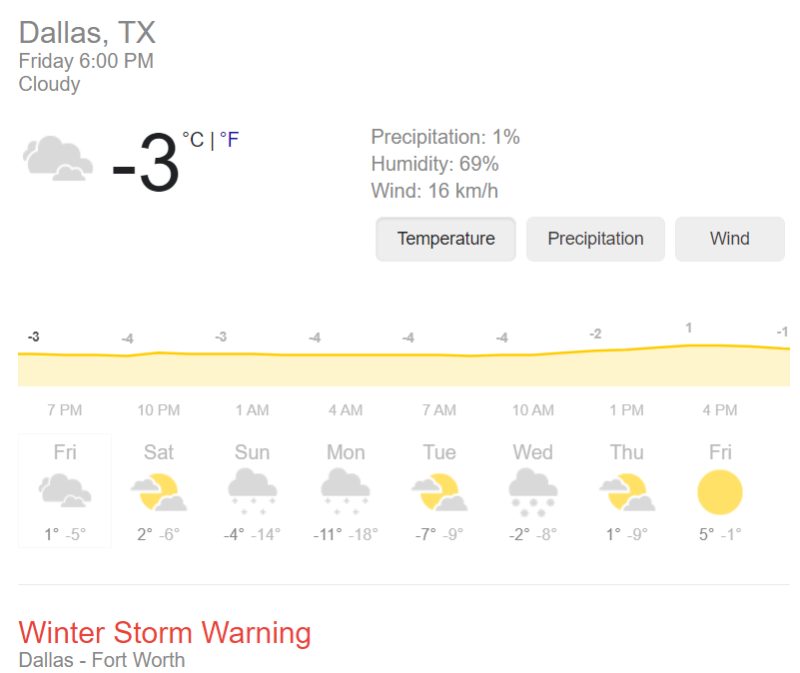 Dallas, TX
Friday 6:00 PM
Cloudy
-3 °C | °F
Precipitation: 1%
Humidity: 69%
Wind: 16 km/h
Temperature Precipitation Wind
-3 -4 -3 -4 -4 -4 -2 1 -1
7 PM 10 PM 1 AM 4 AM 7 AM 10 AM 1 PM 4 PM
Fri Sat Sun Mon Tue Wed Thu Fri
1° -5° 2° -6° -4° -14° -11° -18° -7° -9° -2° -8° 1° -9° 5° -1°
Winter Storm Warning
Dallas - Fort Worth